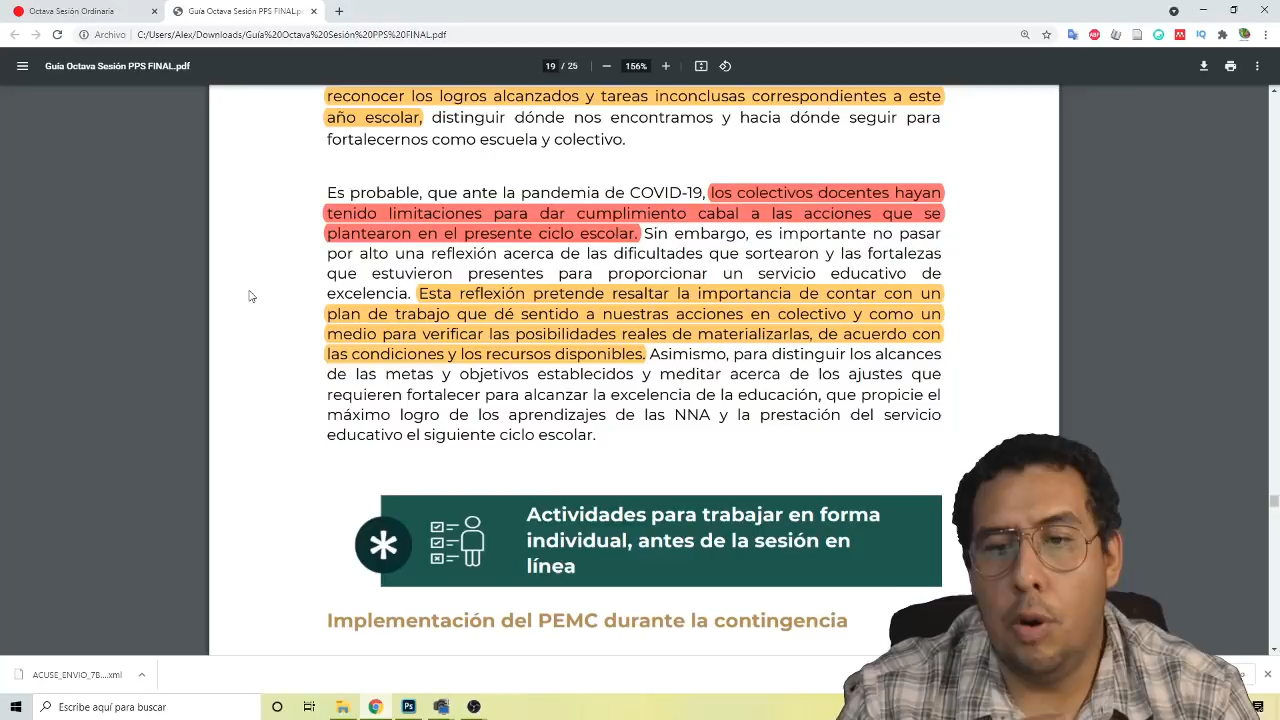 Octava Sesión Ordinaria
Guía Octava Sesión PPS FINAL.p
Archivo
C:/Users/Alex/Downloads/Guía%20Octava%20Sesión%20PPS%20FINAL.pdf
Guía Octava Sesión PPS FINAL.pdf
19 / 25
156%
reconocer los logros alcanzados y tareas inconclusas correspondientes a este
año escolar, distinguir dónde nos encontramos y hacia dónde seguir para
fortalecernos como escuela y colectivo.
Es probable, que ante la pandemia de COVID-19, los colectivos docentes hayan
tenido limitaciones para dar cumplimiento cabal a las acciones que se
plantearon en el presente ciclo escolar. Sin embargo, es importante no pasar
por alto una reflexión acerca de las dificultades que sortearon y las fortalezas
que estuvieron presentes para proporcionar un servicio educativo de
excelencia. Esta reflexión pretende resaltar la importancia de contar con un
plan de trabajo que dé sentido a nuestras acciones en colectivo y como un
medio para verificar las posibilidades reales de materializarlas, de acuerdo con
las condiciones y los recursos disponibles. Asimismo, para distinguir los alcances
de las metas y objetivos establecidos y meditar acerca de los ajustes que
requieren fortalecer para alcanzar la excelencia de la educación, que propicie el
máximo logro de los aprendizajes de las NNA y la prestación del servicio
educativo el siguiente ciclo escolar.
Actividades para trabajar en forma
individual, antes de la sesión en
línea
Implementación del PEMC durante la contingencia
ACUSE_ENVIO_7B....xml
Escribe aquí para buscar